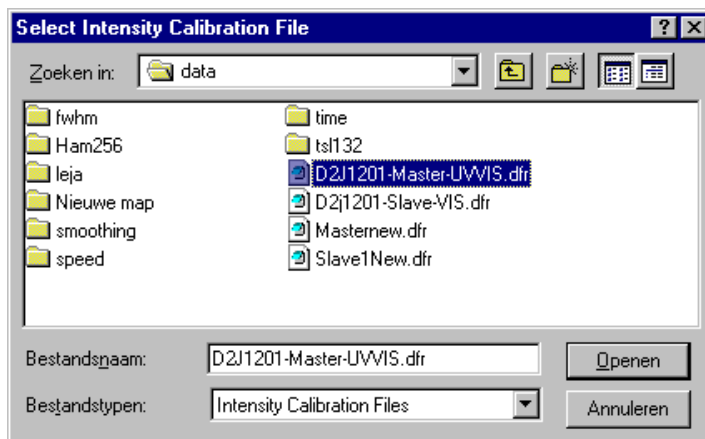 Select Intensity Calibration File
Zoeken in: data
fwhm
Ham256
leja
Nieuwe map
smoothing
speed
time
tsl132
D2J1201-Master-UVVIS.dfr
D2j1201-Slave-VIS.dfr
Masternew.dfr
Slave1New.dfr
Bestandsnaam: D2J1201-Master-UVVIS.dfr Openen
Bestandstypen: Intensity Calibration Files Annuleren